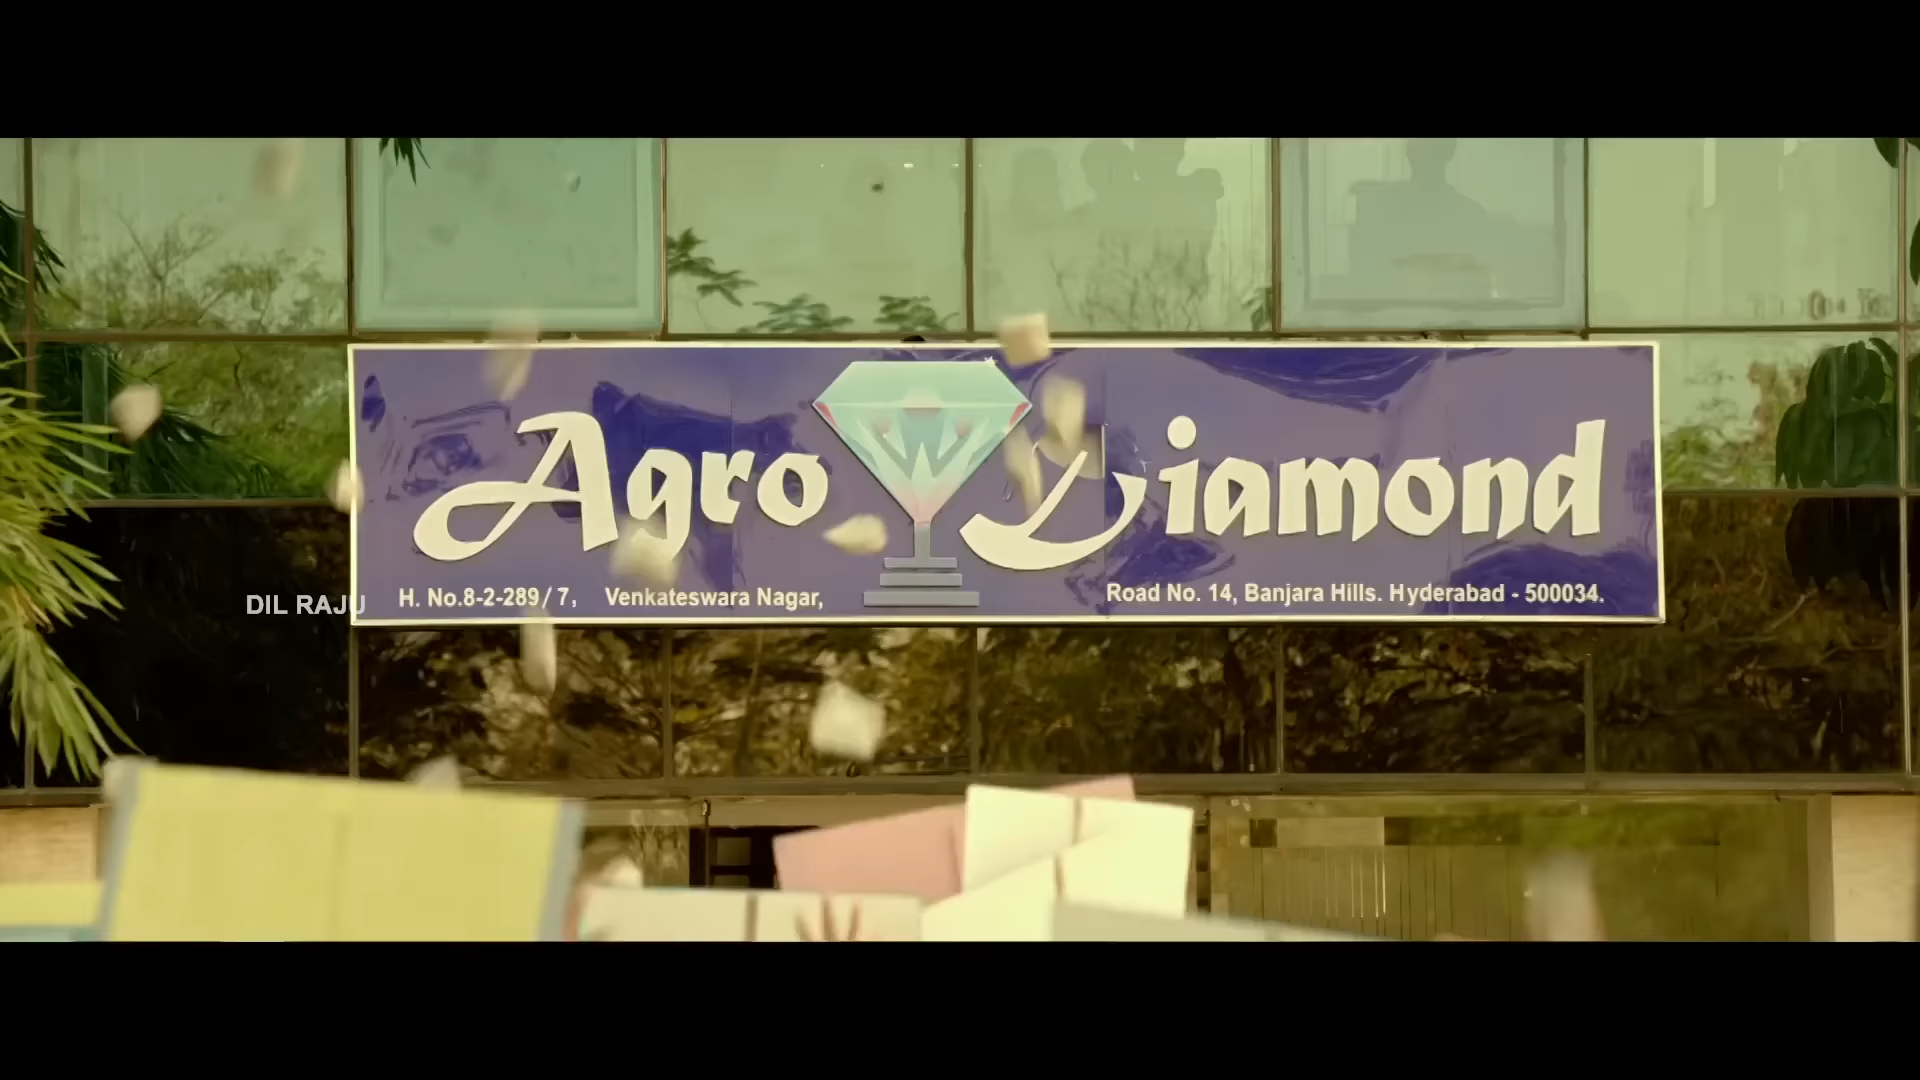 Agro Diamond
DIL RAJU
H. No.8-2-289/7, Venkateswara Nagar,
Road No. 14, Banjara Hills. Hyderabad - 500034.